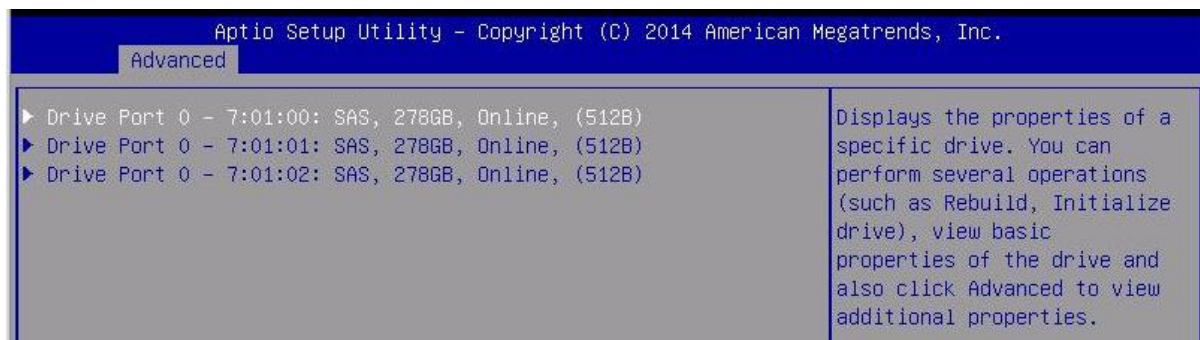 Aptio Setup Utility – Copyright (C) 2014 American Megatrends, Inc.
Advanced
Drive Port 0 - 7:01:00: SAS, 278GB, Online, (512B)
Drive Port 0 - 7:01:01: SAS, 278GB, Online, (512B)
Drive Port 0 - 7:01:02: SAS, 278GB, Online, (512B)
Displays the properties of a
specific drive. You can
perform several operations
(such as Rebuild, Initialize
drive), view basic
properties of the drive and
also click Advanced to view
additional properties.